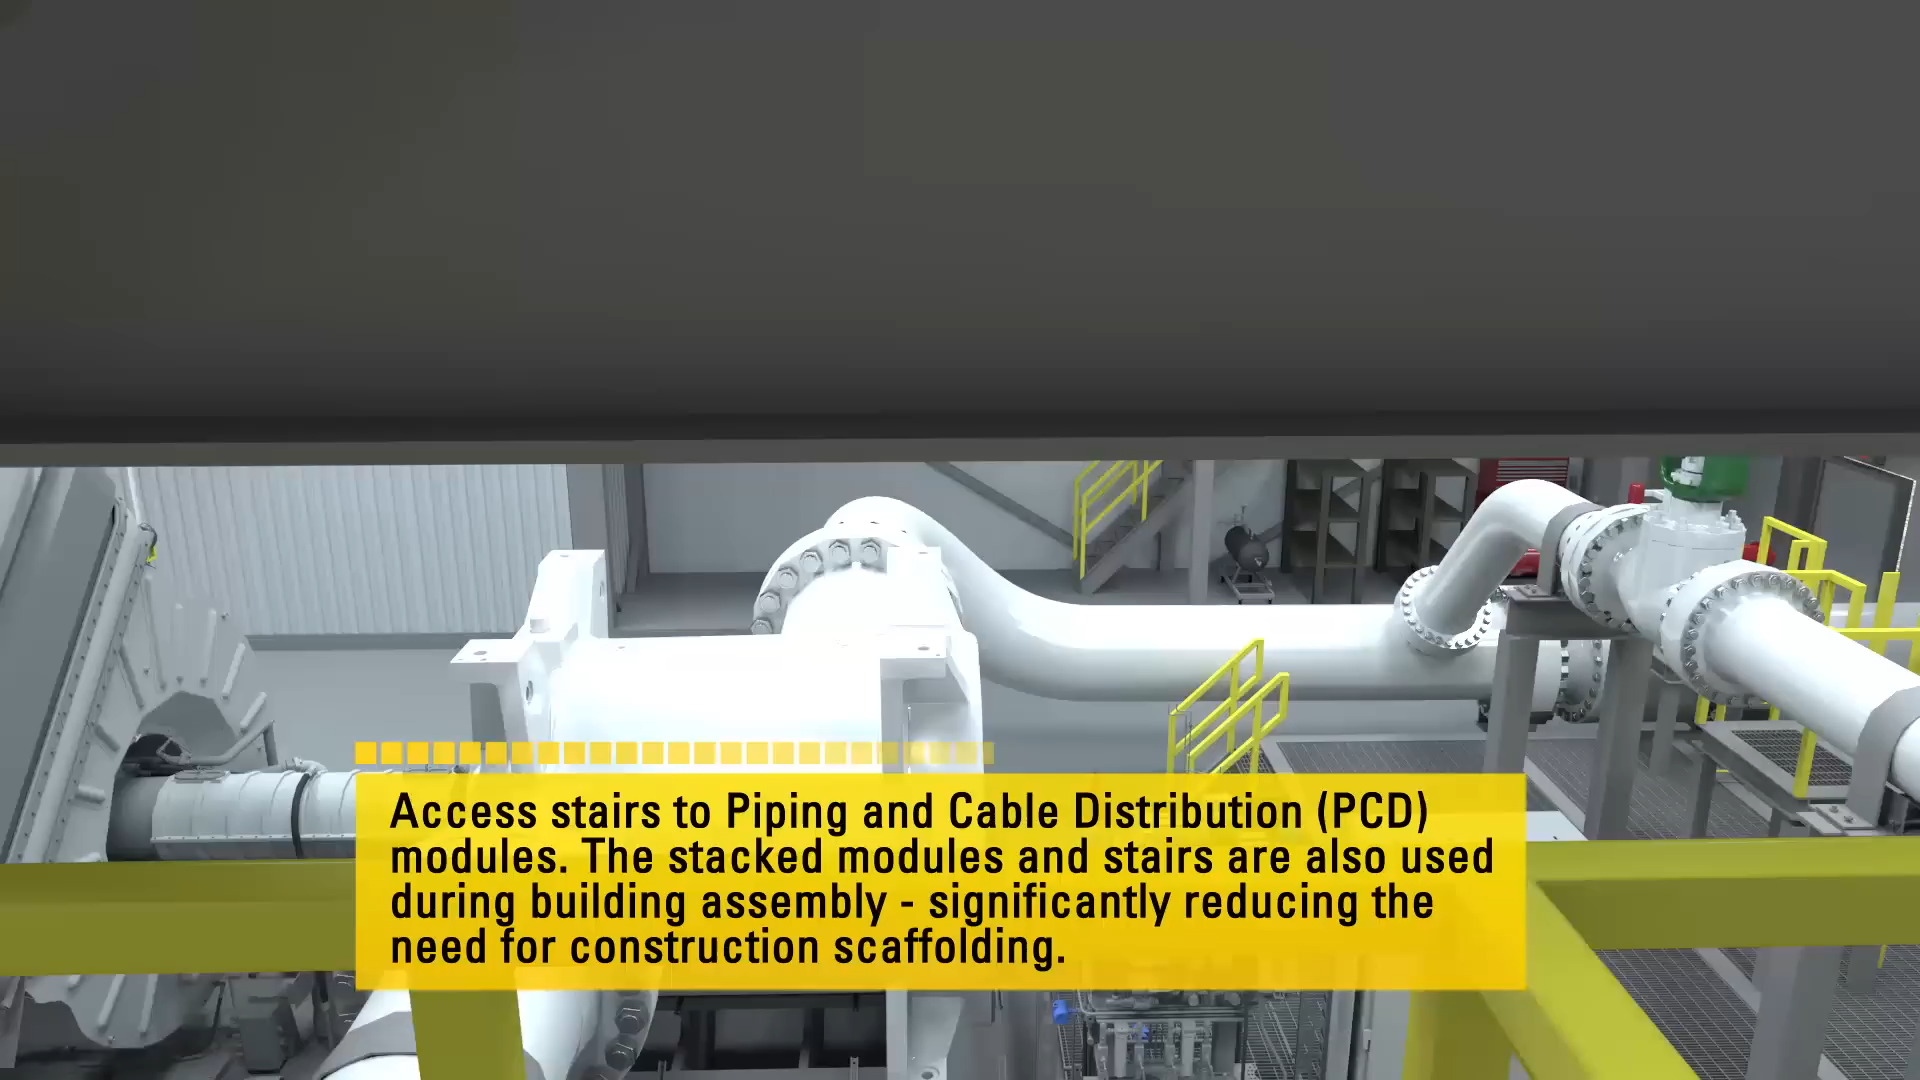 Access stairs to Piping and Cable Distribution (PCD)
modules. The stacked modules and stairs are also used
during building assembly - significantly reducing the
need for construction scaffolding.